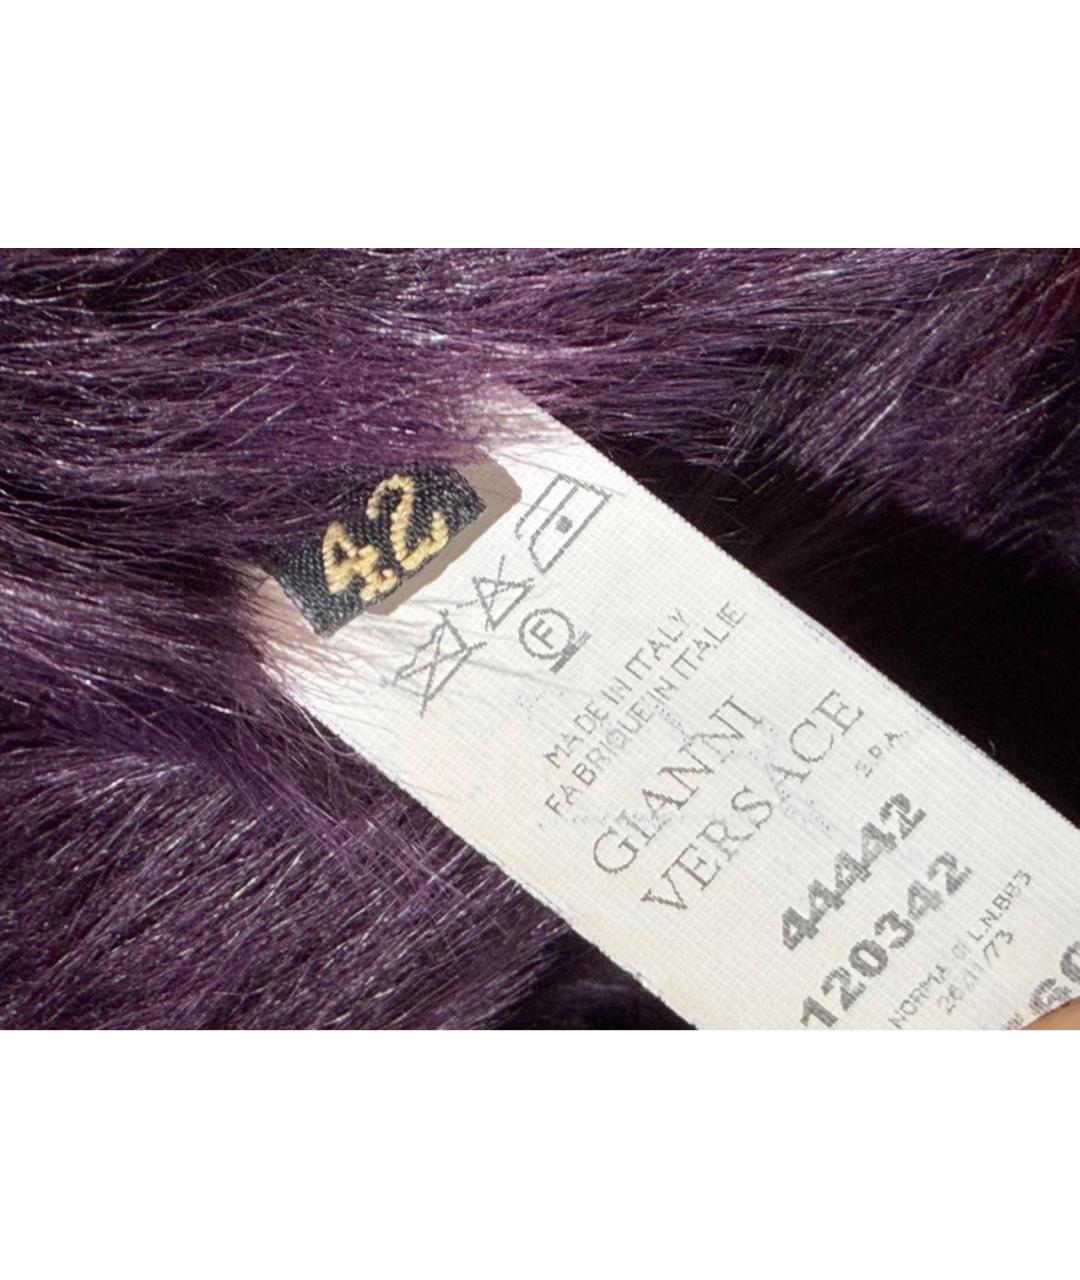 42
F
MADE IN ITALY
FABRIQUE IN ITALIE
GIANNI
VERSACE
S.P.A.
44442
120342
NORMA DI L.N.883
26/11/73